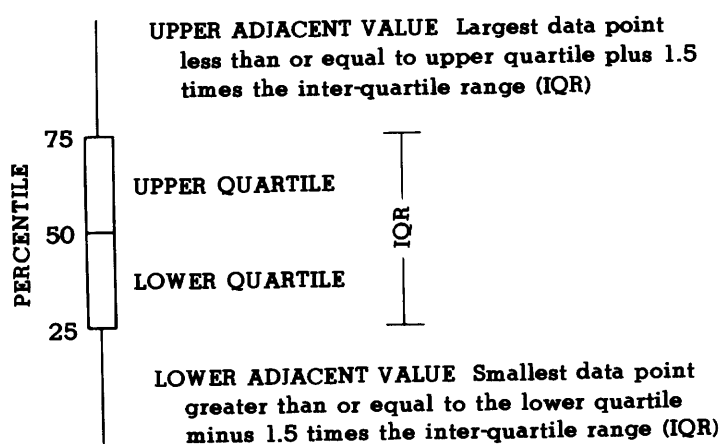 UPPER ADJACENT VALUE Largest data point
less than or equal to upper quartile plus 1.5
times the inter-quartile range (IQR)
75
UPPER QUARTILE
PERCENTILE
50
IQR
LOWER QUARTILE
25
LOWER ADJACENT VALUE Smallest data point
greater than or equal to the lower quartile
minus 1.5 times the inter-quartile range (IQR)